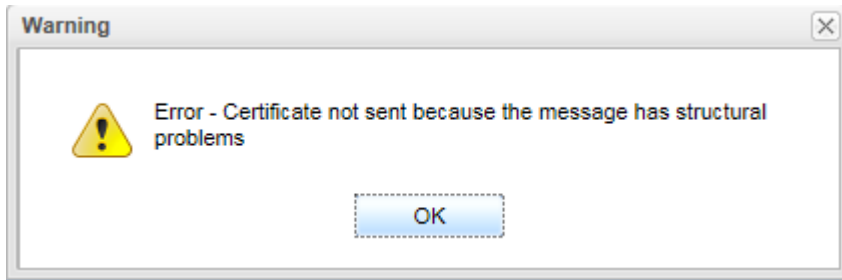 Warning
Error - Certificate not sent because the message has structural
problems
OK